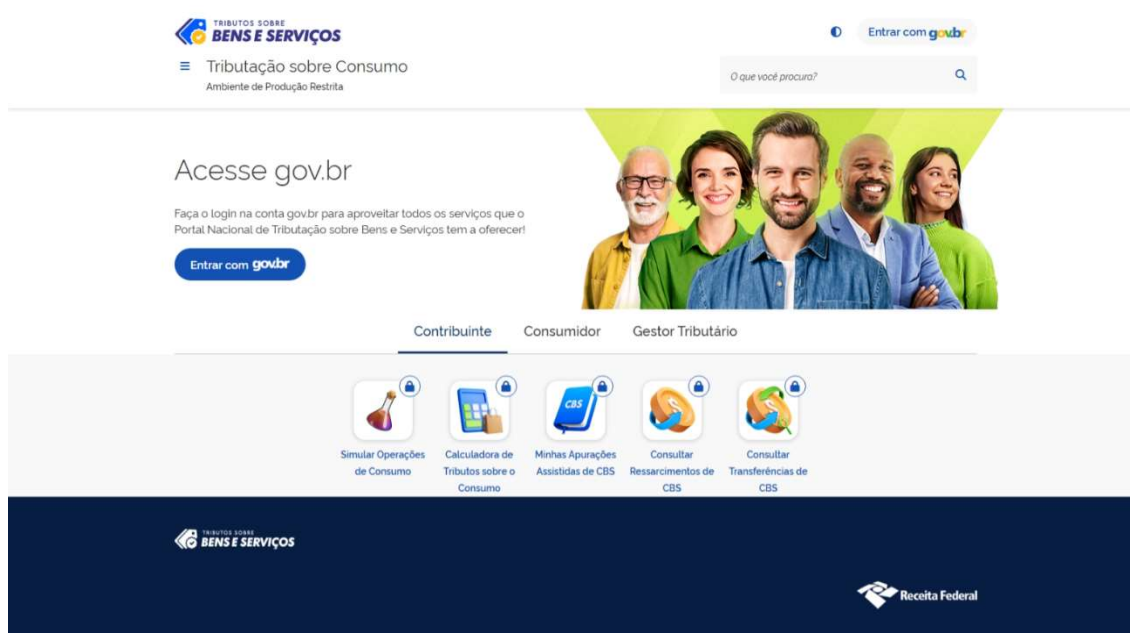 TRIBUTOS SOBRE
BENS E SERVIÇOS
Entrar com gov.br
Tributação sobre Consumo
Ambiente de Produção Restrita
O que você procura?
Acesse gov.br
Faça o login na conta gov.br para aproveitar todos os serviços que o
Portal Nacional de Tributação sobre Bens e Serviços tem a oferecer!
Entrar com gov.br
Contribuinte
Consumidor
Gestor Tributário
CBS
Simular Operações
de Consumo
Calculadora de
Tributos sobre o
Consumo
Minhas Apurações
Assistidas de CBS
Consultar
Ressarcimentos de
CBS
Consultar
Transferências de
CBS
TRIBUTOS SOBRE
BENS E SERVIÇOS
Receita Federal